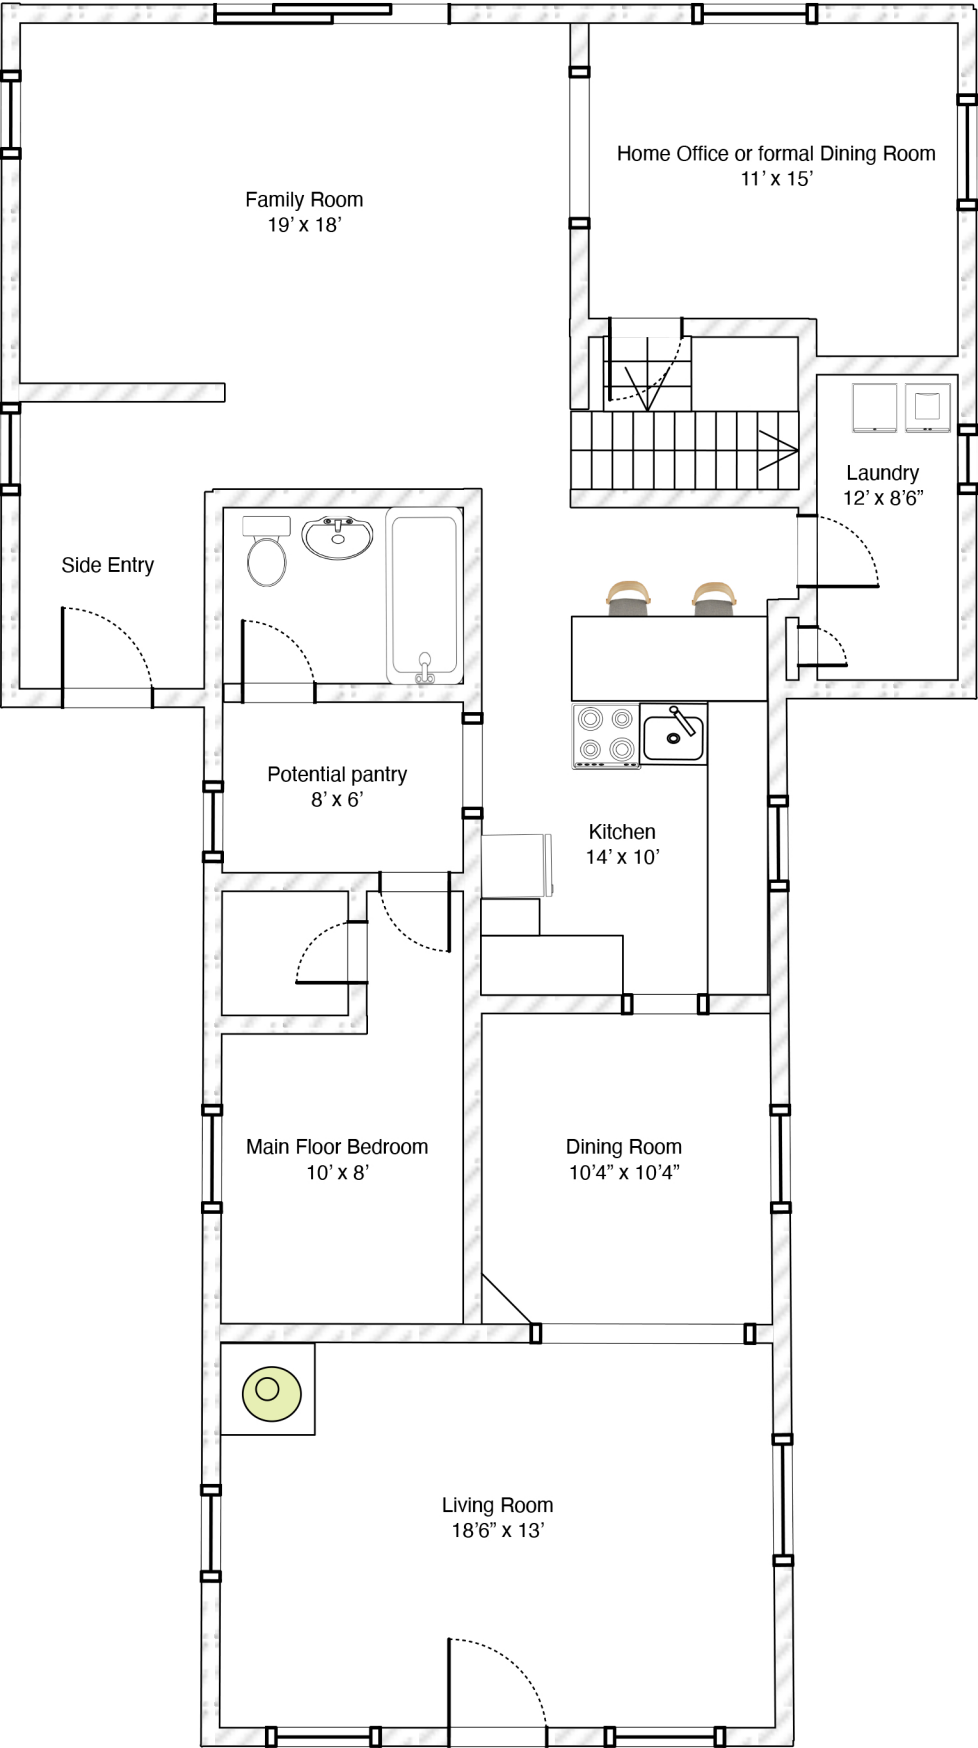 Home Office or formal Dining Room
11’ x 15’
Family Room
19’ x 18’
Laundry
12’ x 8’6”
Side Entry
Potential pantry
8’ x 6’
Kitchen
14’ x 10’
Main Floor Bedroom
10’ x 8’
Dining Room
10’4” x 10’4”
Living Room
18’6” x 13’